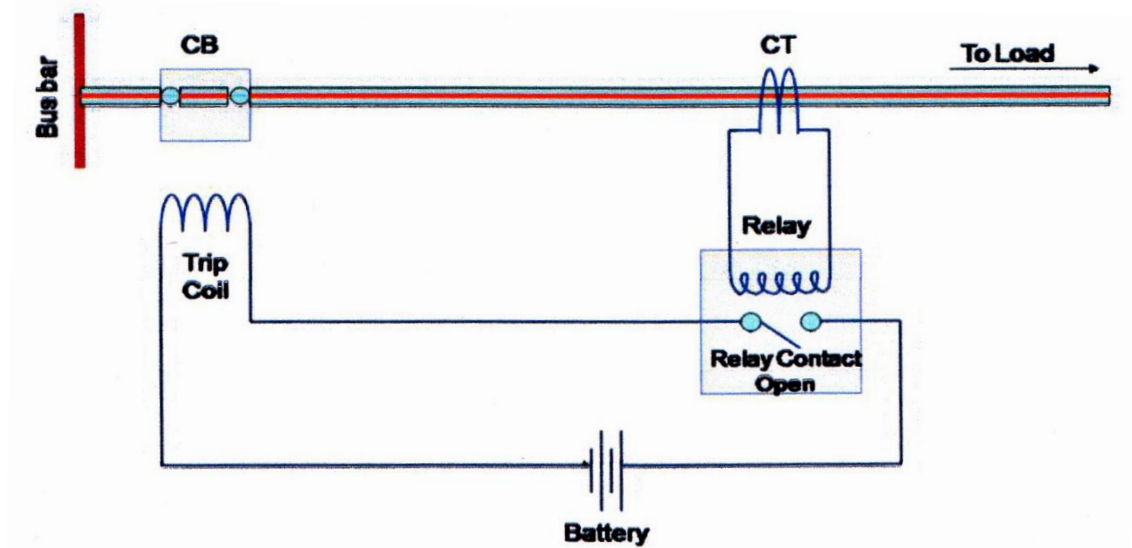 CB
CT
To Load
Bus bar
Relay
Trip
Coil
Relay Contact
Open
Battery